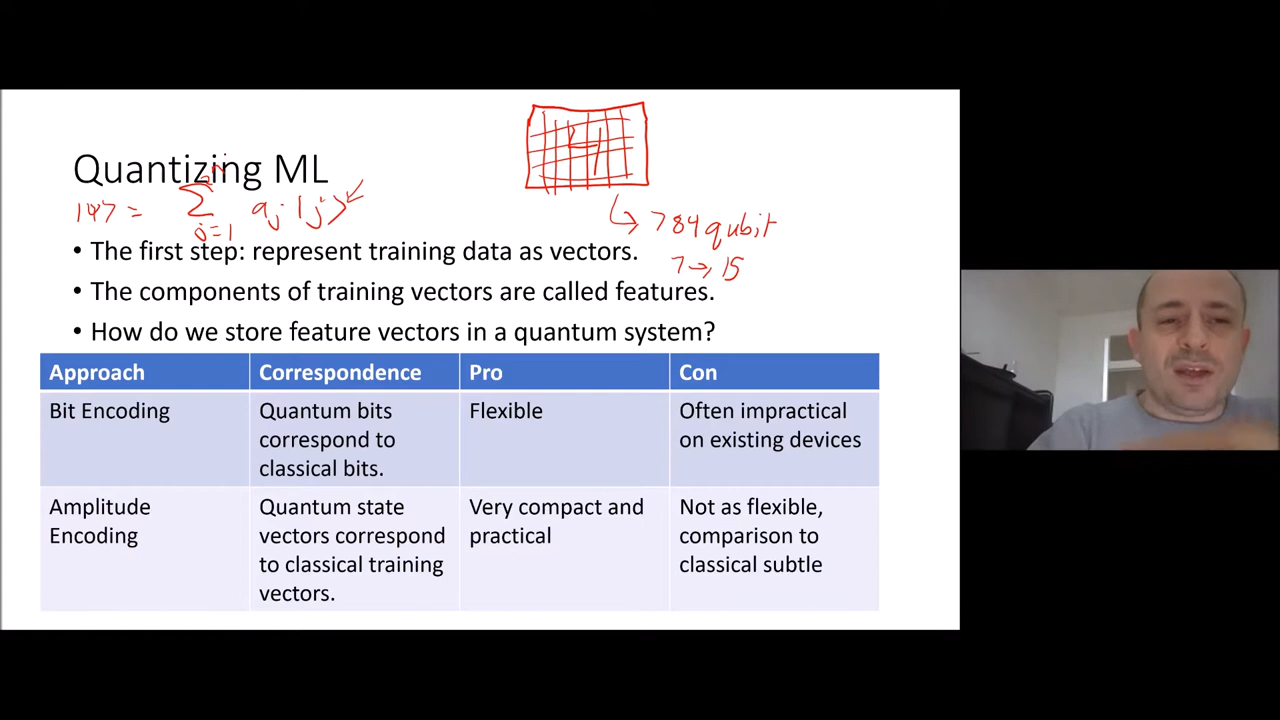 Quantizing ML
784 qubit
7 → 15
• The first step: represent training data as vectors.
• The components of training vectors are called features.
• How do we store feature vectors in a quantum system?
Approach Correspondence Pro Con
Bit Encoding Quantum bits correspond to classical bits. Flexible Often impractical on existing devices
Amplitude Encoding Quantum state vectors correspond to classical training vectors. Very compact and practical Not as flexible, comparison to classical subtle